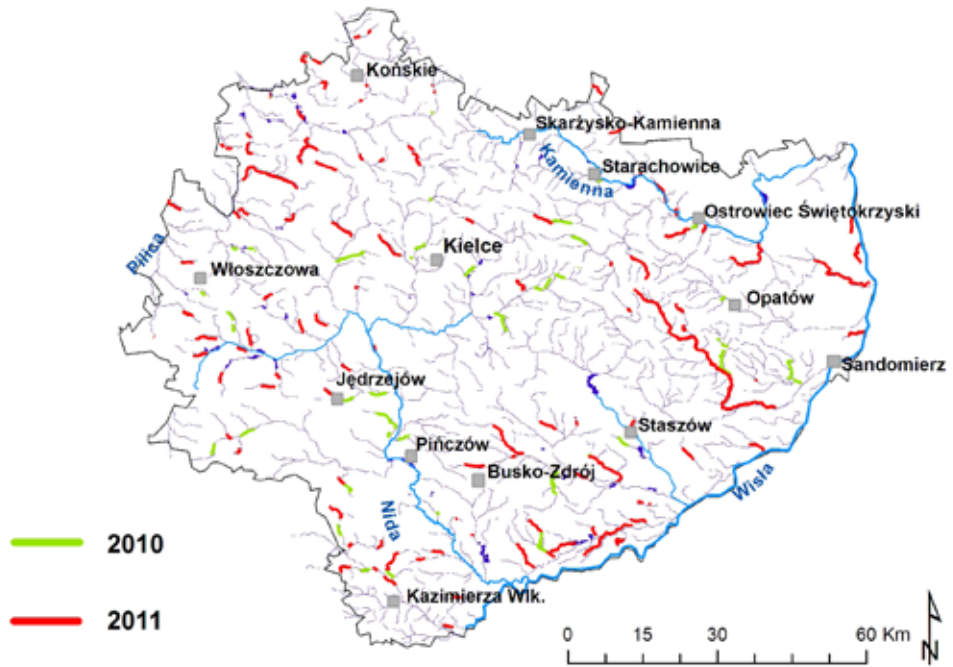 Końskie
Skarżysko-Kamienna
Kamienna
Starachowice
Ostrowiec Świętokrzyski
Pilica
Kielce
Włoszczowa
Opatów
Sandomierz
Jędrzejów
Staszów
Pińczów
Busko-Zdrój
Wisła
Nida
2010
Kazimierza Wlk.
2011
0 15 30 60 Km
N